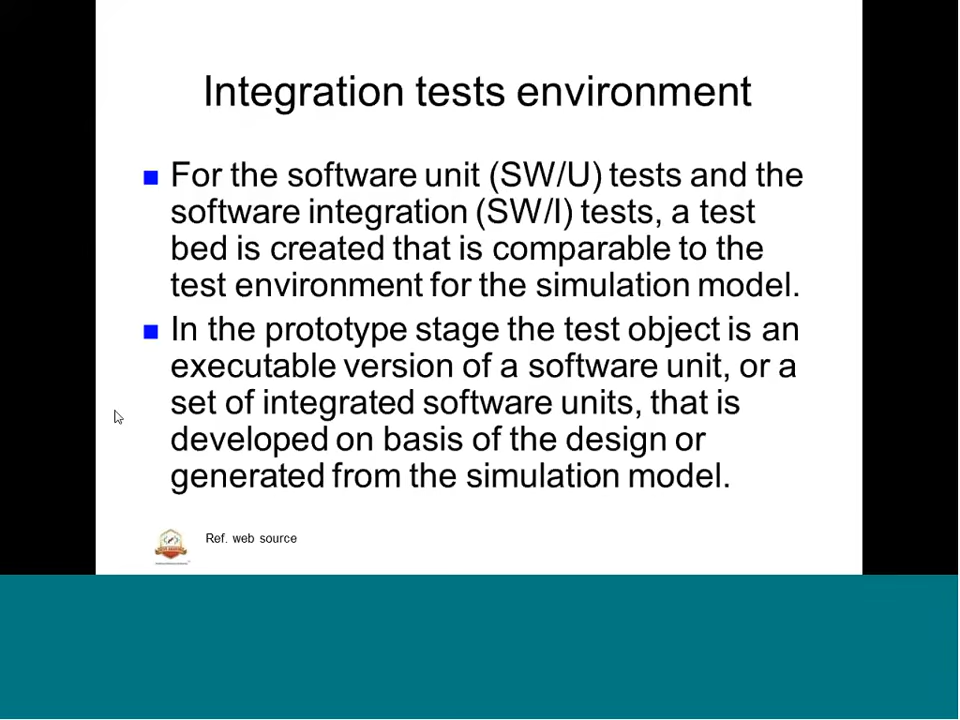 Integration tests environment
For the software unit (SW/U) tests and the
software integration (SW/I) tests, a test
bed is created that is comparable to the
test environment for the simulation model.
In the prototype stage the test object is an
executable version of a software unit, or a
set of integrated software units, that is
developed on basis of the design or
generated from the simulation model.
Ref. web source